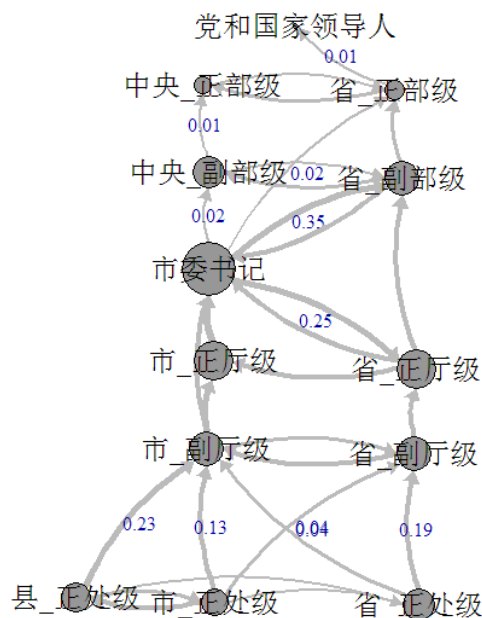 党和国家领导人
0.01
中央_正部级
省_正部级
0.01
中央_副部级
0.02
省_副部级
0.02
0.35
市委书记
0.25
市_正厅级
省_正厅级
市_副厅级
省_副厅级
0.23
0.13
0.04
0.19
县_正处级
市_正处级
省_正处级